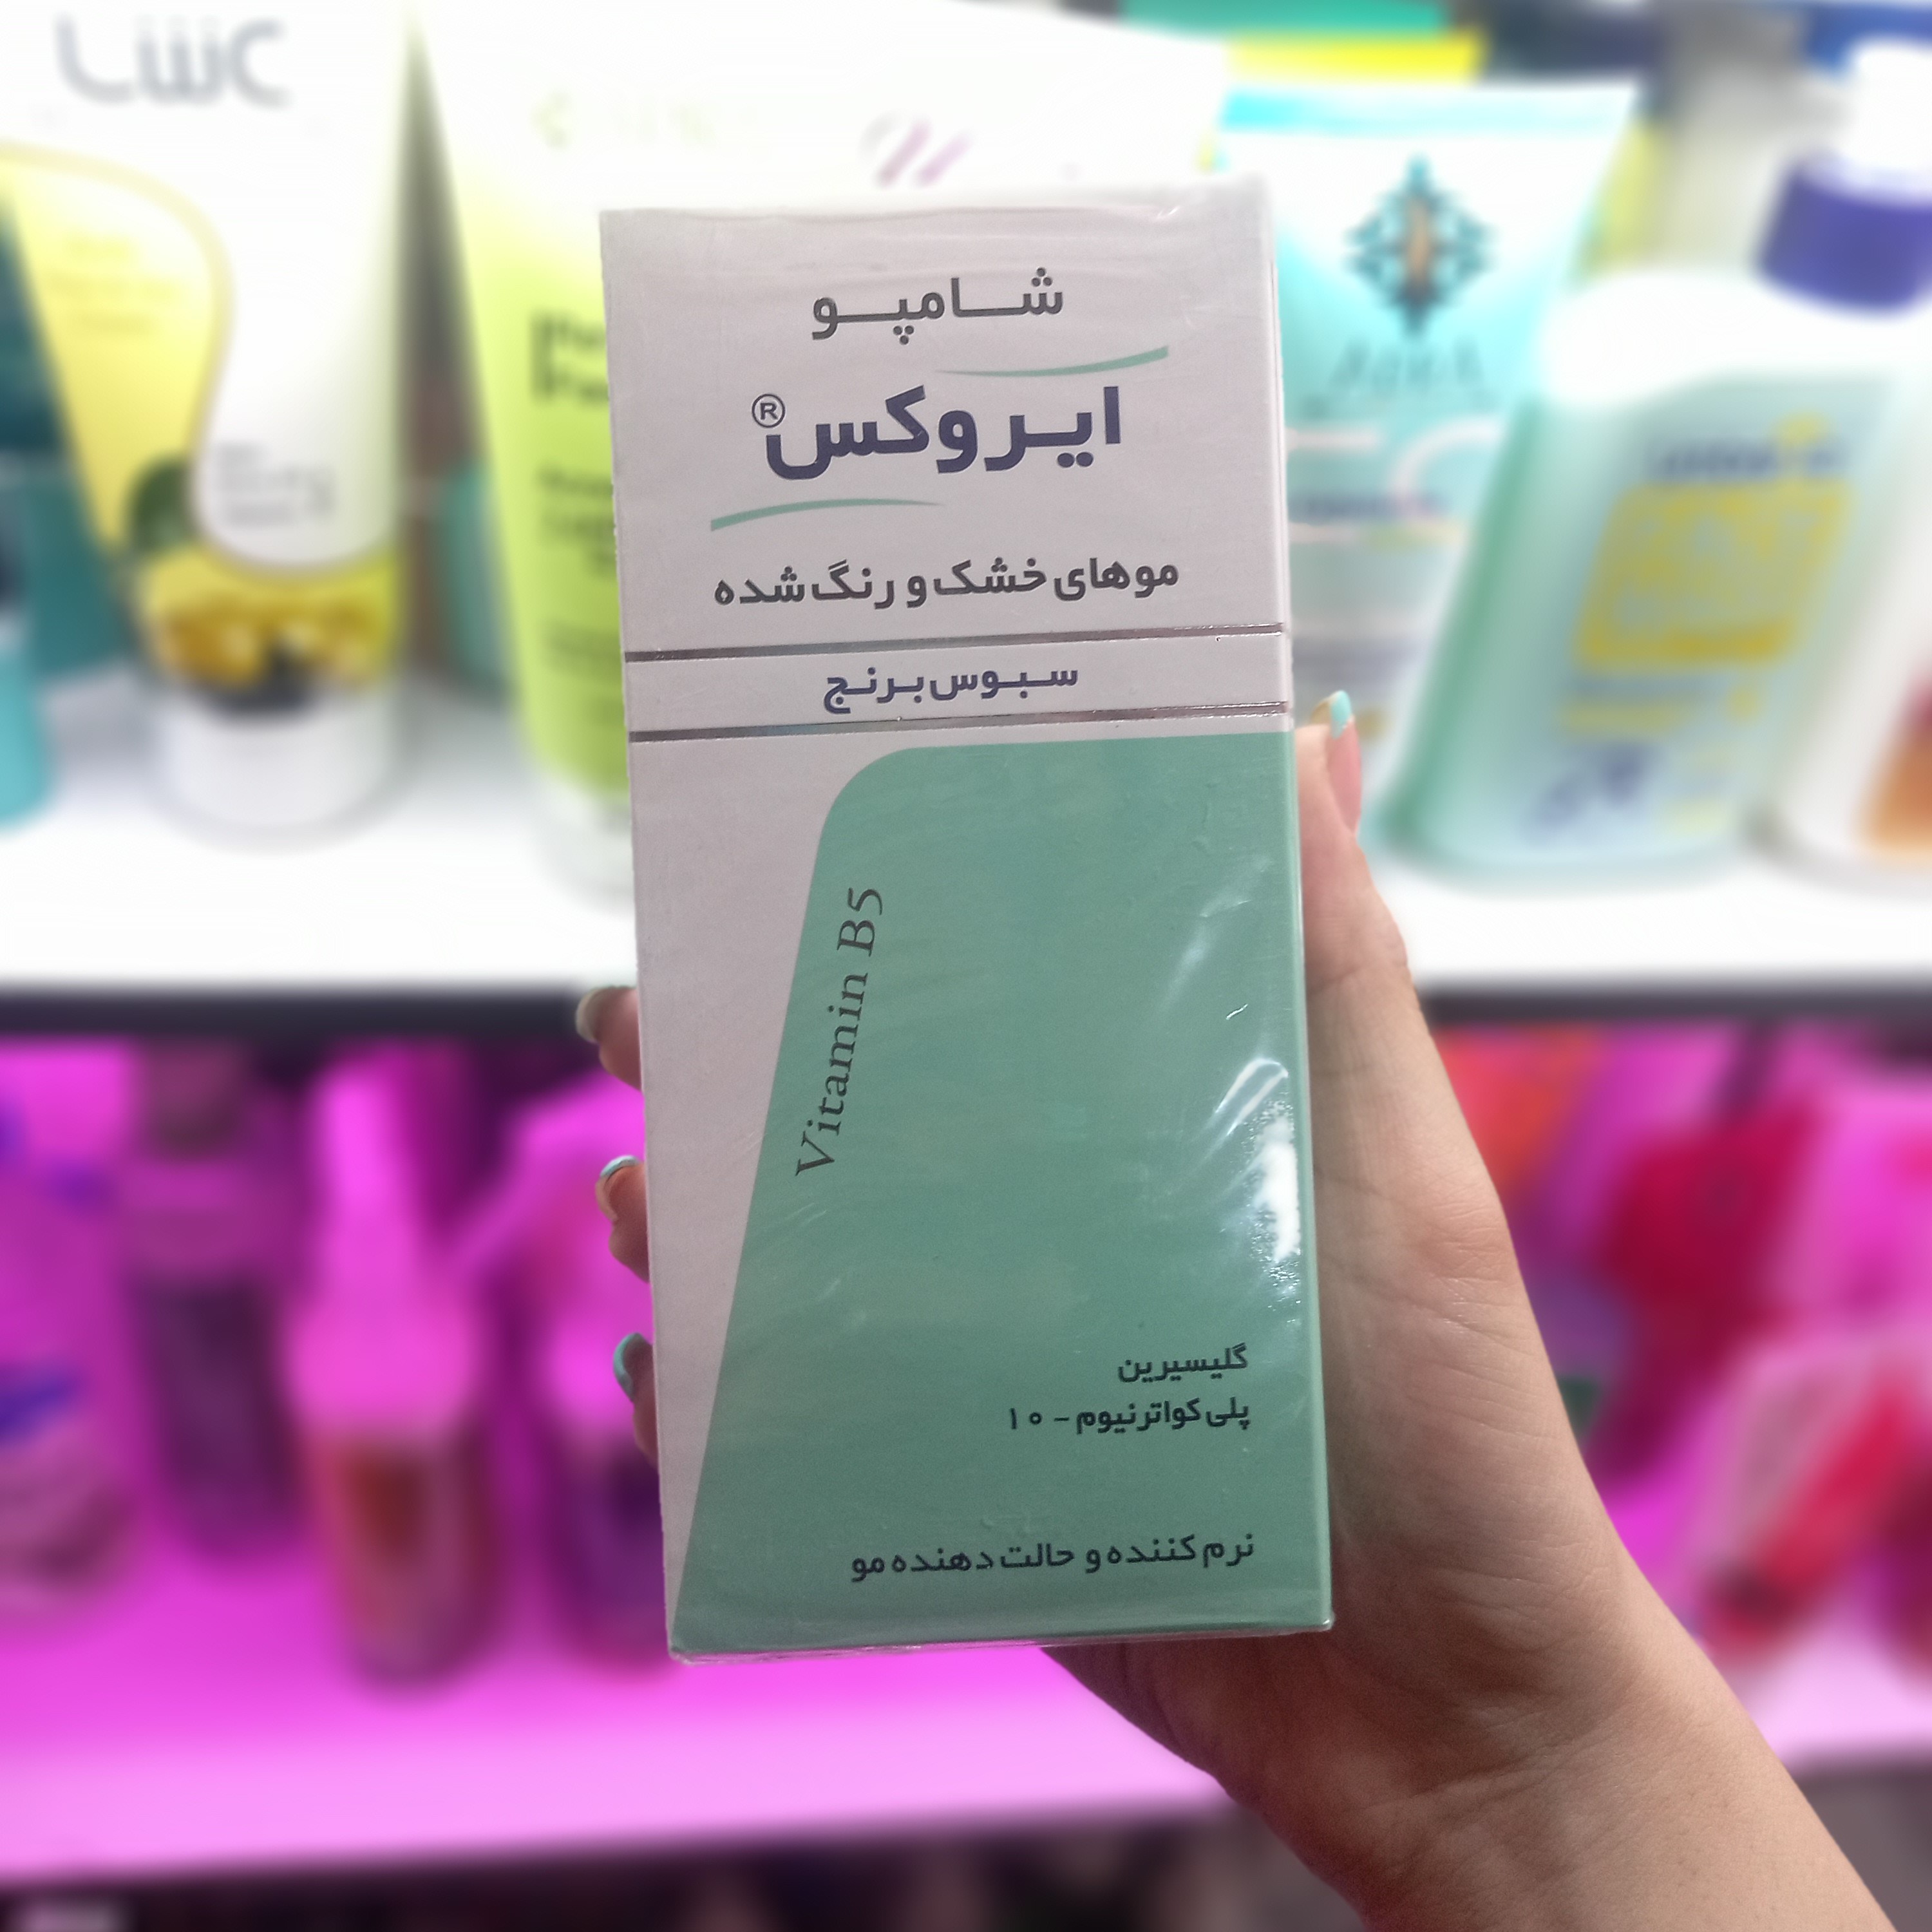 شامپو
ایروکس®
موهای خشک و رنگ شده
سبوس برنج
Vitamin B5
گلیسیرین
پلی کواترنیوم - ۱۰
نرم کننده و حالت دهنده مو